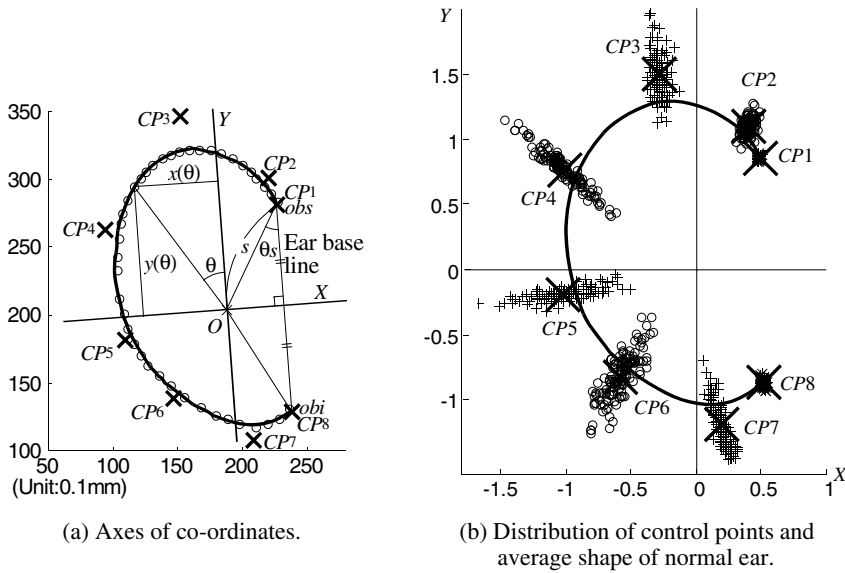 350
300
250
200
150
100
50
100
150
200
250
(Unit:0.1mm)
CP3
Y
CP2
x(θ)
CP1
obs
CP4
s
θs
Ear base
line
y(θ)
θ
X
O
CP5
CP6
obi
CP8
CP7
(a) Axes of co-ordinates.
Y
CP3
CP2
1.5
1
CP1
CP4
0.5
0
CP5
-0.5
CP6
CP8
-1
CP7
-1.5
-1
-0.5
0
0.5
1
X
(b) Distribution of control points and
average shape of normal ear.